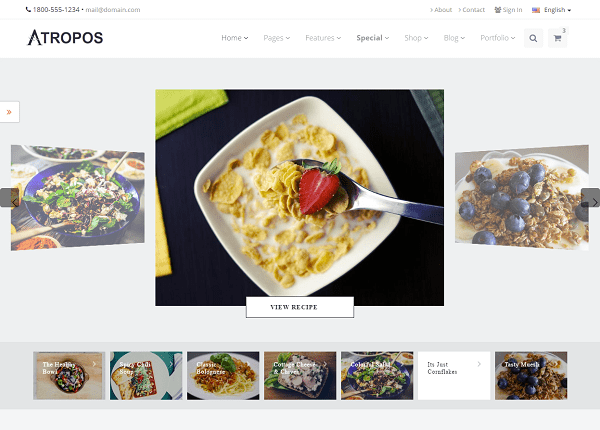 1800-555-1234 • mail@domain.com
About Contact Sign In English
ATROPOS
Home Pages Features Special Shop Blog Portfolio 3
VIEW RECIPE
The Healthy
Bowl
Spicy Chili
Soup
Classic
Bolognese
Cottage Cheese
& Chives
Colourful Salad
Its Just
Cornflakes
Tasty Muesli